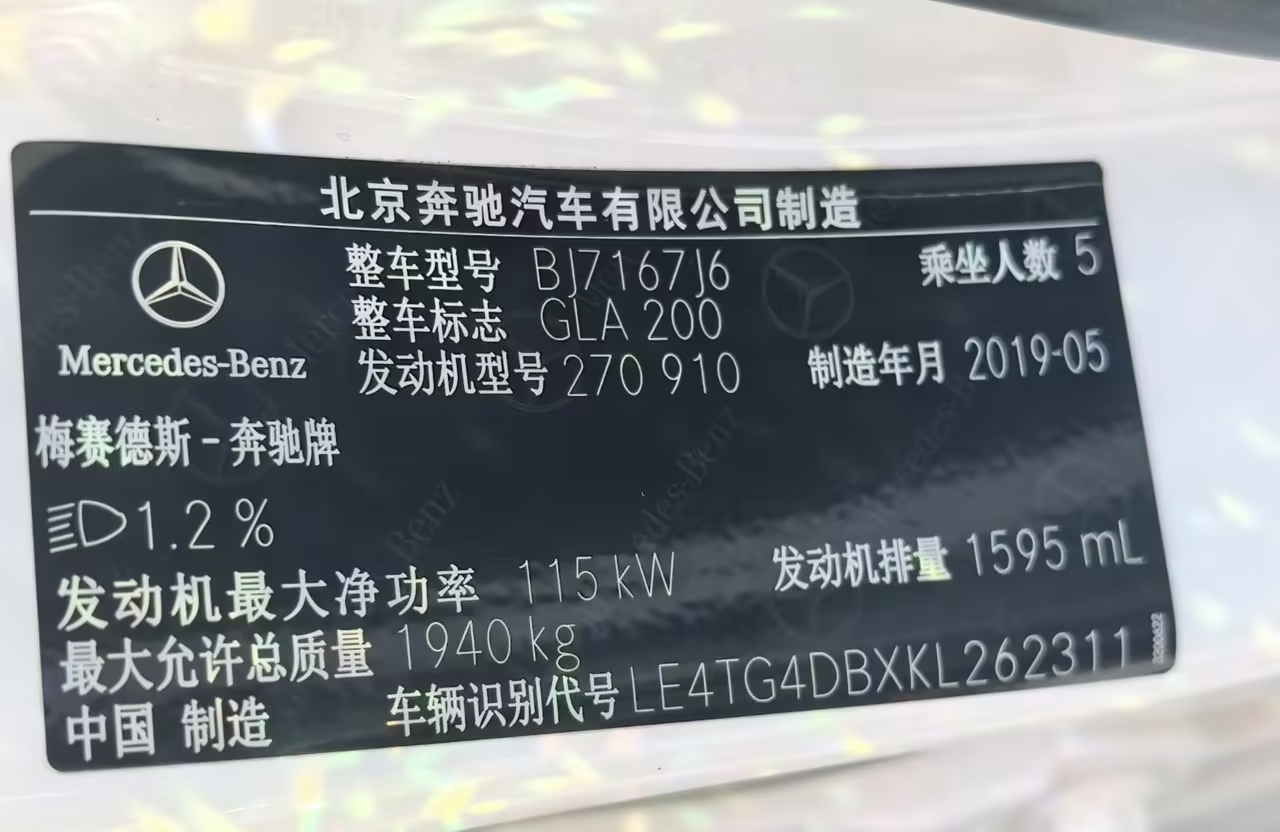 北京奔驰汽车有限公司制造
整车型号 BJ7167J6 乘坐人数 5
整车标志 GLA 200
Mercedes-Benz 发动机型号 270 910 制造年月 2019-05
梅赛德斯-奔驰牌
1.2 %
发动机最大净功率 115 kW 发动机排量 1595 mL
最大允许总质量 1940 kg
中国 制造 车辆识别代号 LE4TG4DBXKL262311